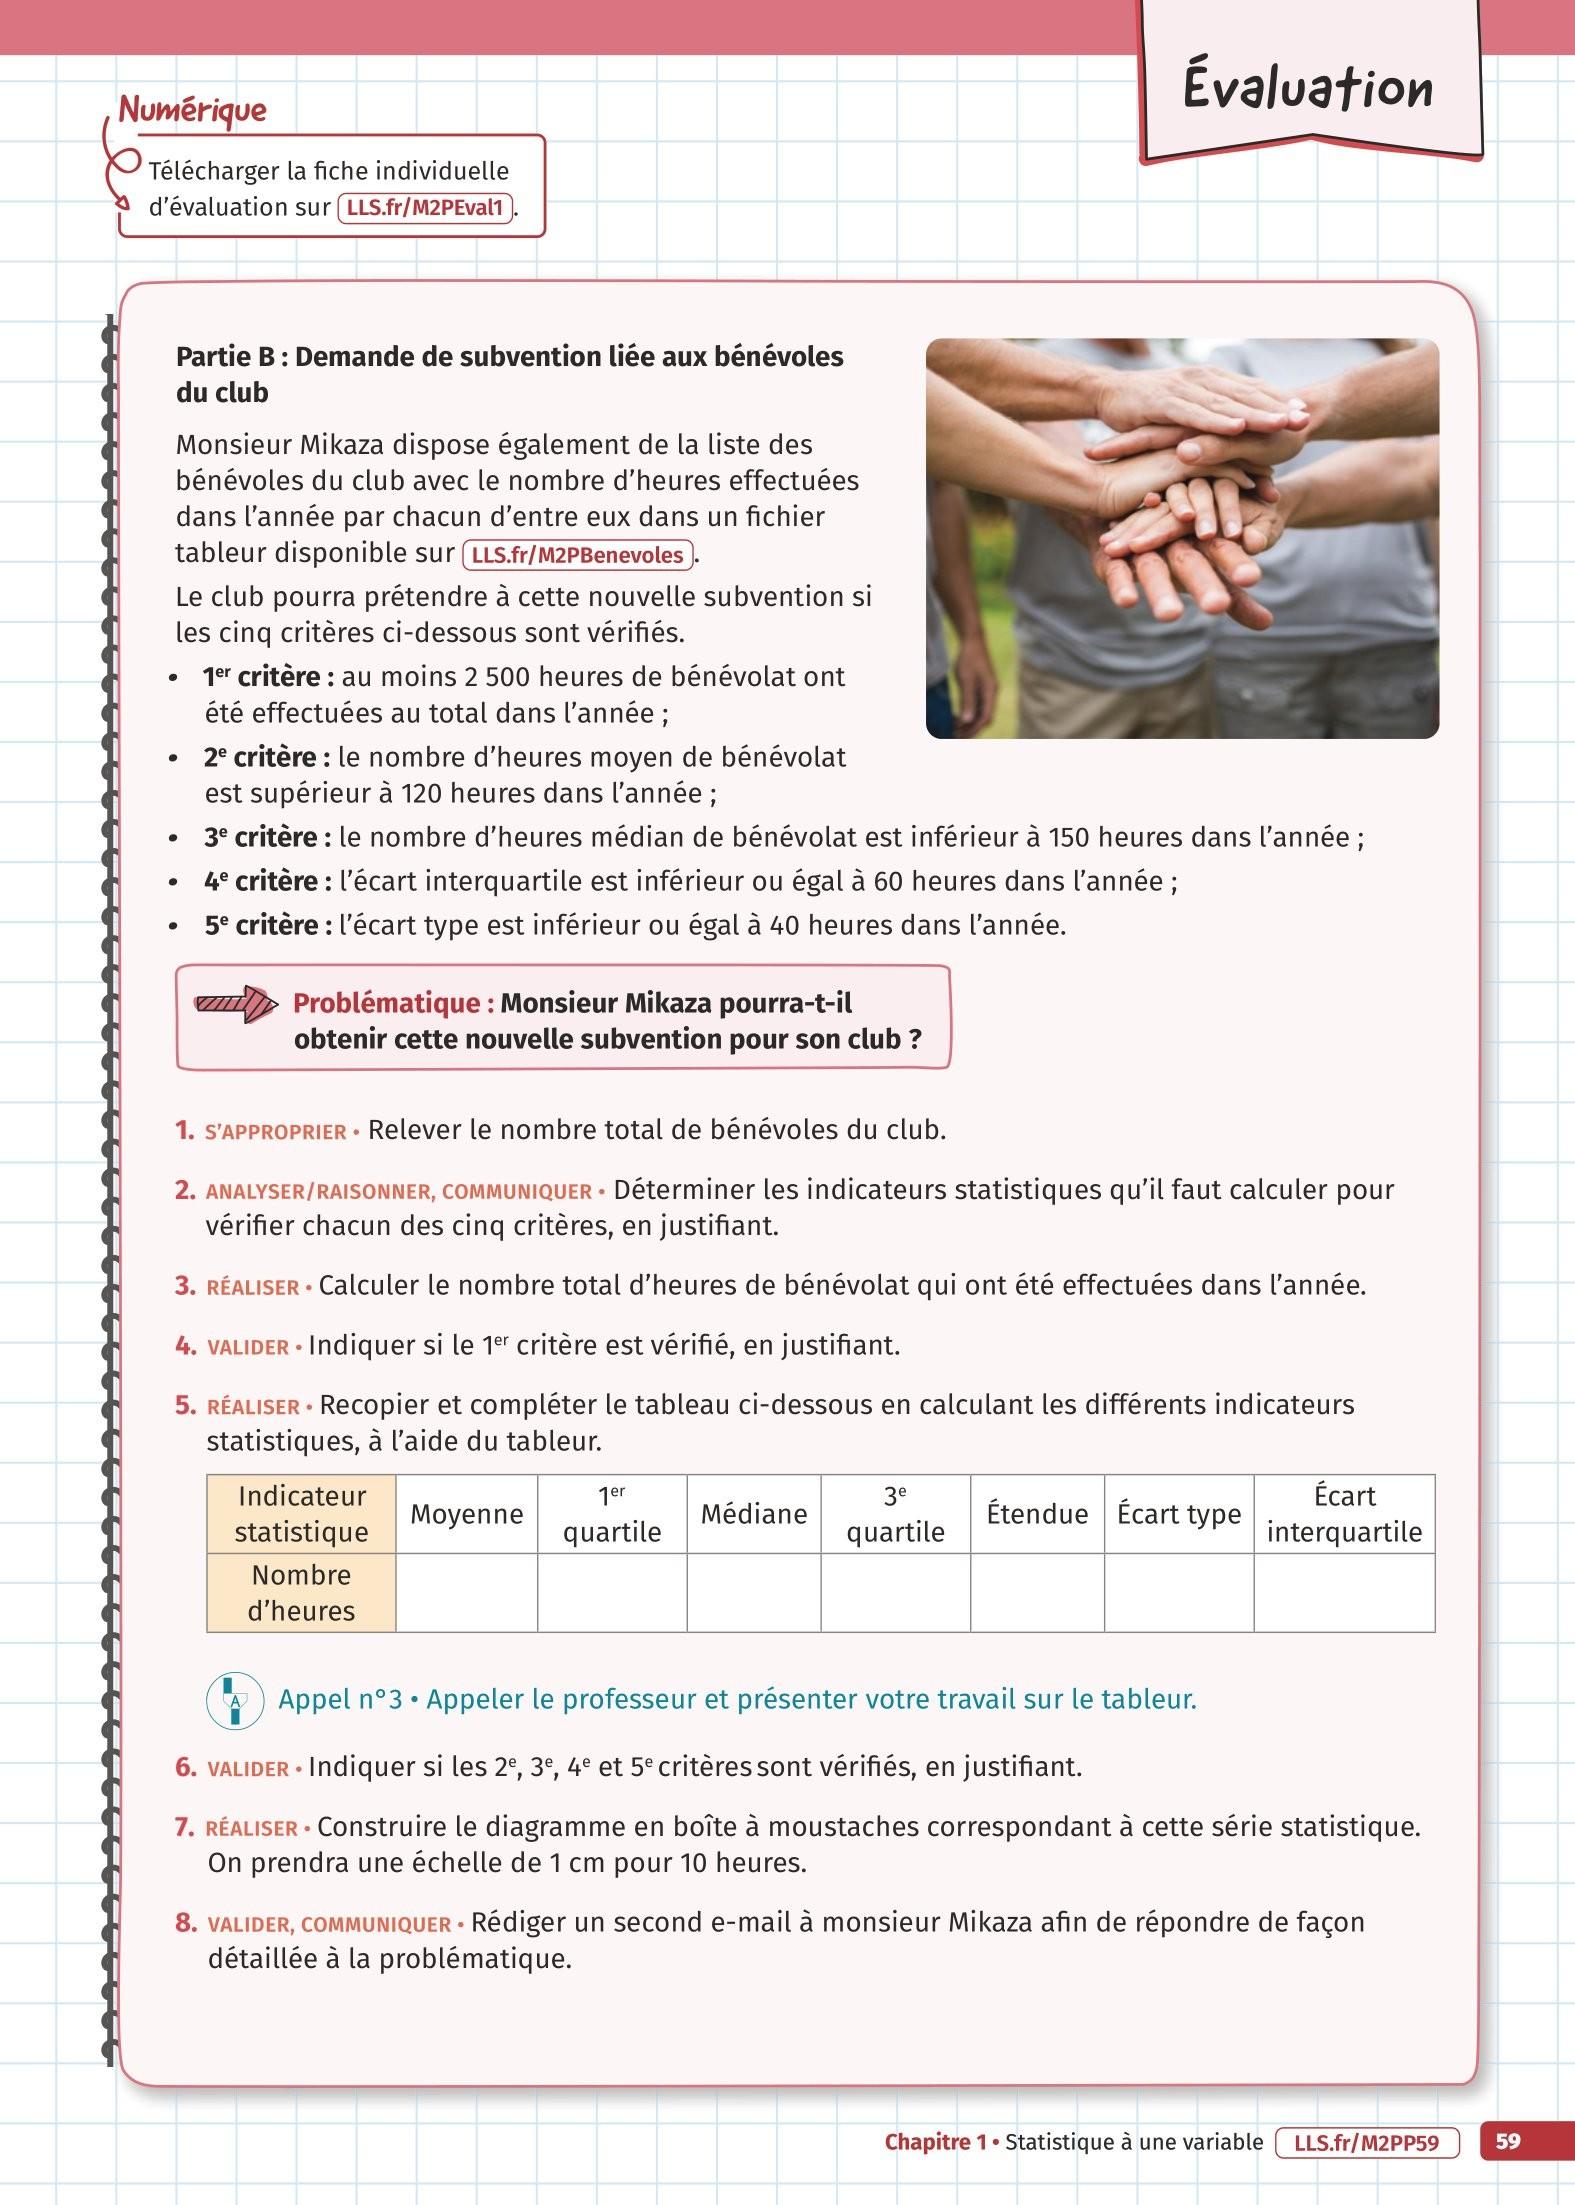 Évaluation
Numérique
Télécharger la fiche individuelle
d'évaluation sur LLS.fr/M2PEval1.
Partie B : Demande de subvention liée aux bénévoles
du club
Monsieur Mikaza dispose également de la liste des
bénévoles du club avec le nombre d'heures effectuées
dans l'année par chacun d'entre eux dans un fichier
tableur disponible sur LLS.fr/M2PBenevoles.
Le club pourra prétendre à cette nouvelle subvention si
les cinq critères ci-dessous sont vérifiés.
• 1er critère : au moins 2 500 heures de bénévolat ont
été effectuées au total dans l'année ;
• 2e critère : le nombre d'heures moyen de bénévolat
est supérieur à 120 heures dans l'année ;
• 3e critère : le nombre d'heures médian de bénévolat est inférieur à 150 heures dans l'année ;
• 4e critère : l'écart interquartile est inférieur ou égal à 60 heures dans l'année ;
• 5e critère : l'écart type est inférieur ou égal à 40 heures dans l'année.
Problématique : Monsieur Mikaza pourra-t-il
obtenir cette nouvelle subvention pour son club ?
1. S'APPROPRIER • Relever le nombre total de bénévoles du club.
2. ANALYSER/RAISONNER, COMMUNIQUER • Déterminer les indicateurs statistiques qu'il faut calculer pour
vérifier chacun des cinq critères, en justifiant.
3. RÉALISER • Calculer le nombre total d'heures de bénévolat qui ont été effectuées dans l'année.
4. VALIDER • Indiquer si le 1er critère est vérifié, en justifiant.
5. RÉALISER • Recopier et compléter le tableau ci-dessous en calculant les différents indicateurs
statistiques, à l'aide du tableur.
Indicateur statistique Moyenne 1er quartile Médiane 3e quartile Étendue Écart type Écart interquartile
Nombre d'heures
A Appel n°3 • Appeler le professeur et présenter votre travail sur le tableur.
6. VALIDER • Indiquer si les 2e, 3e, 4e et 5e critères sont vérifiés, en justifiant.
7. RÉALISER • Construire le diagramme en boîte à moustaches correspondant à cette série statistique.
On prendra une échelle de 1 cm pour 10 heures.
8. VALIDER, COMMUNIQUER • Rédiger un second e-mail à monsieur Mikaza afin de répondre de façon
détaillée à la problématique.
Chapitre 1 • Statistique à une variable LLS.fr/M2PP59 59